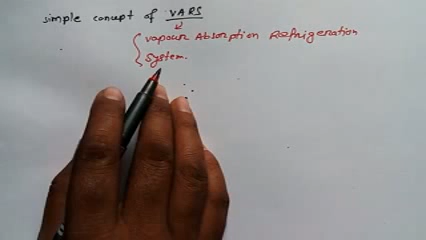 simple concept of VARS
Vapour Absorption Refrigeration
System.